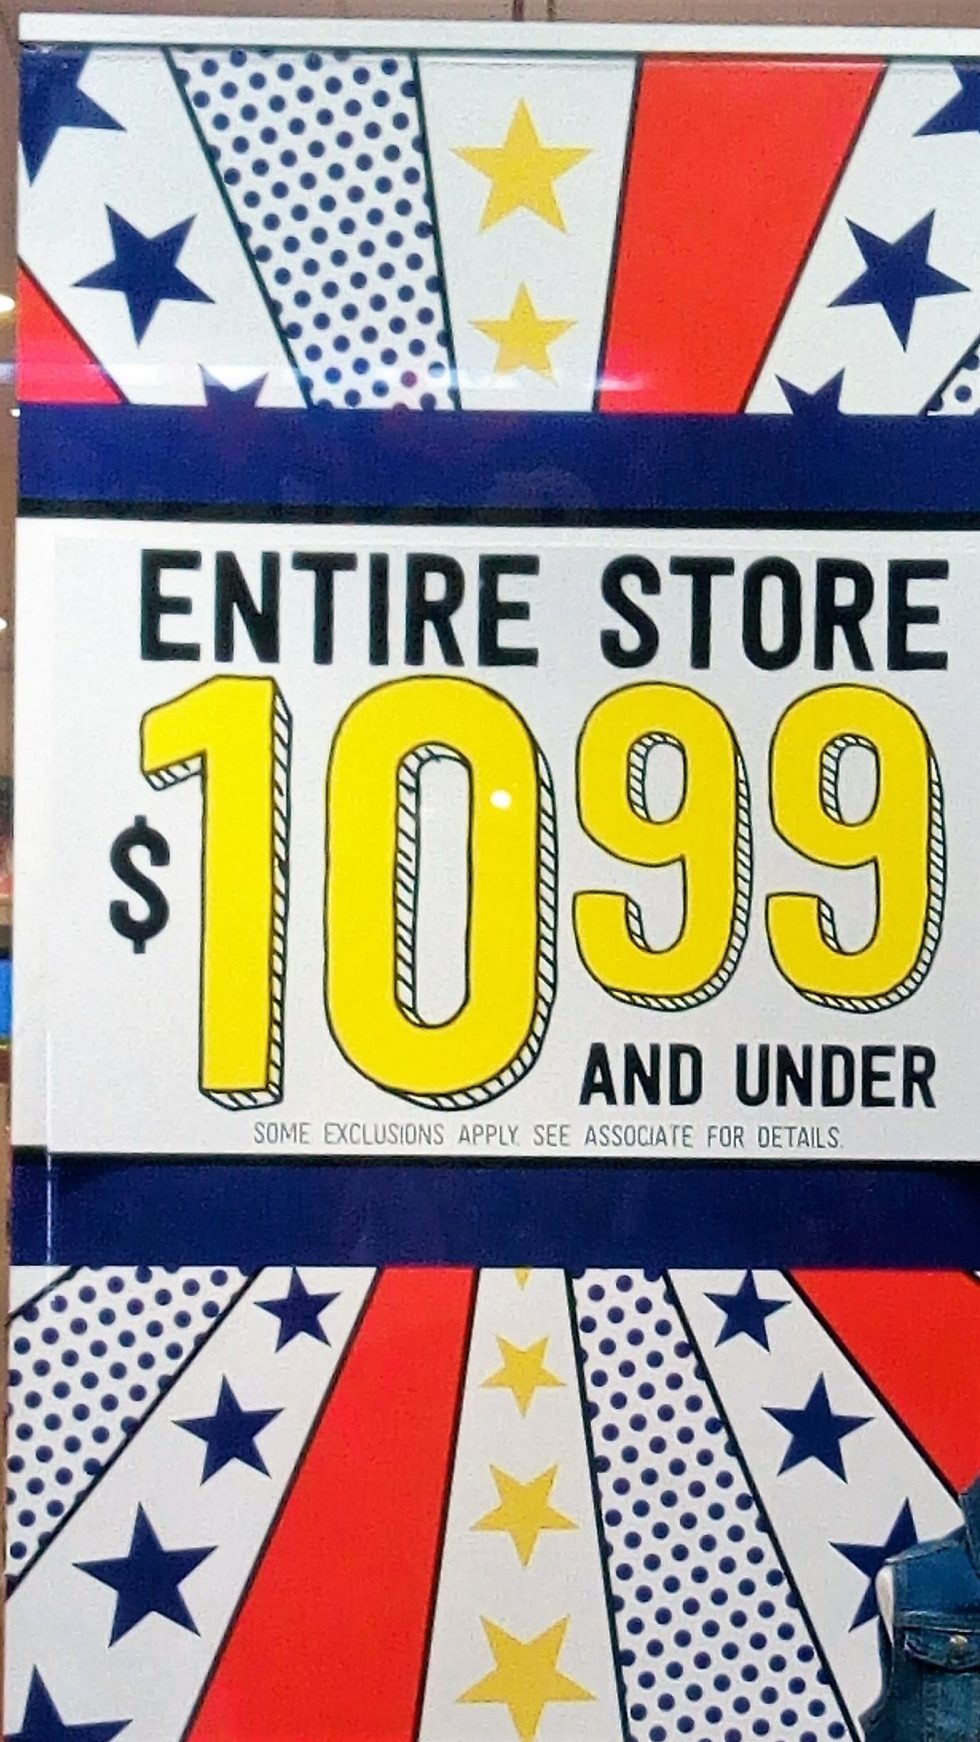 ENTIRE STORE
$1099
AND UNDER
SOME EXCLUSIONS APPLY. SEE ASSOCIATE FOR DETAILS.